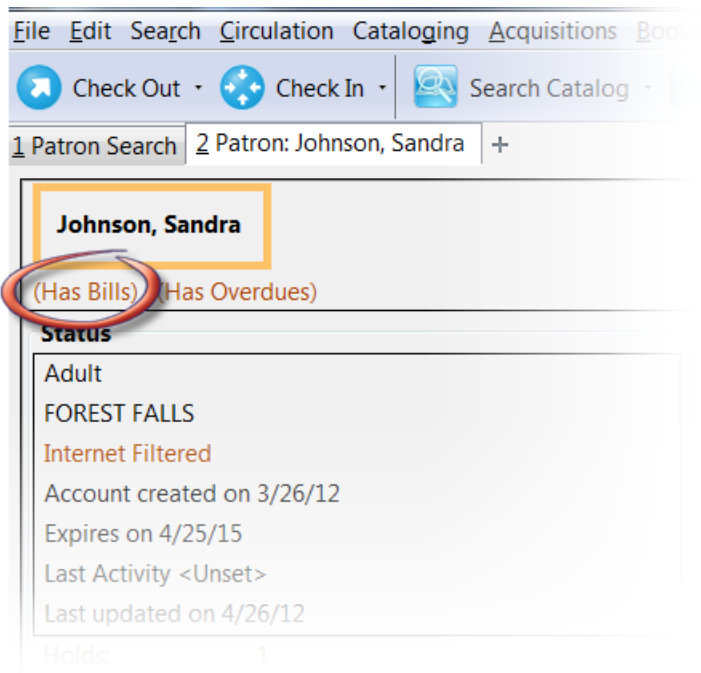 File Edit Search Circulation Cataloging Acquisitions Boo
Check Out Check In Search Catalog
1 Patron Search 2 Patron: Johnson, Sandra +
Johnson, Sandra
(Has Bills) (Has Overdues)
Status
Adult
FOREST FALLS
Internet Filtered
Account created on 3/26/12
Expires on 4/25/15
Last Activity <Unset>
Last updated on 4/26/12
Holds: 1